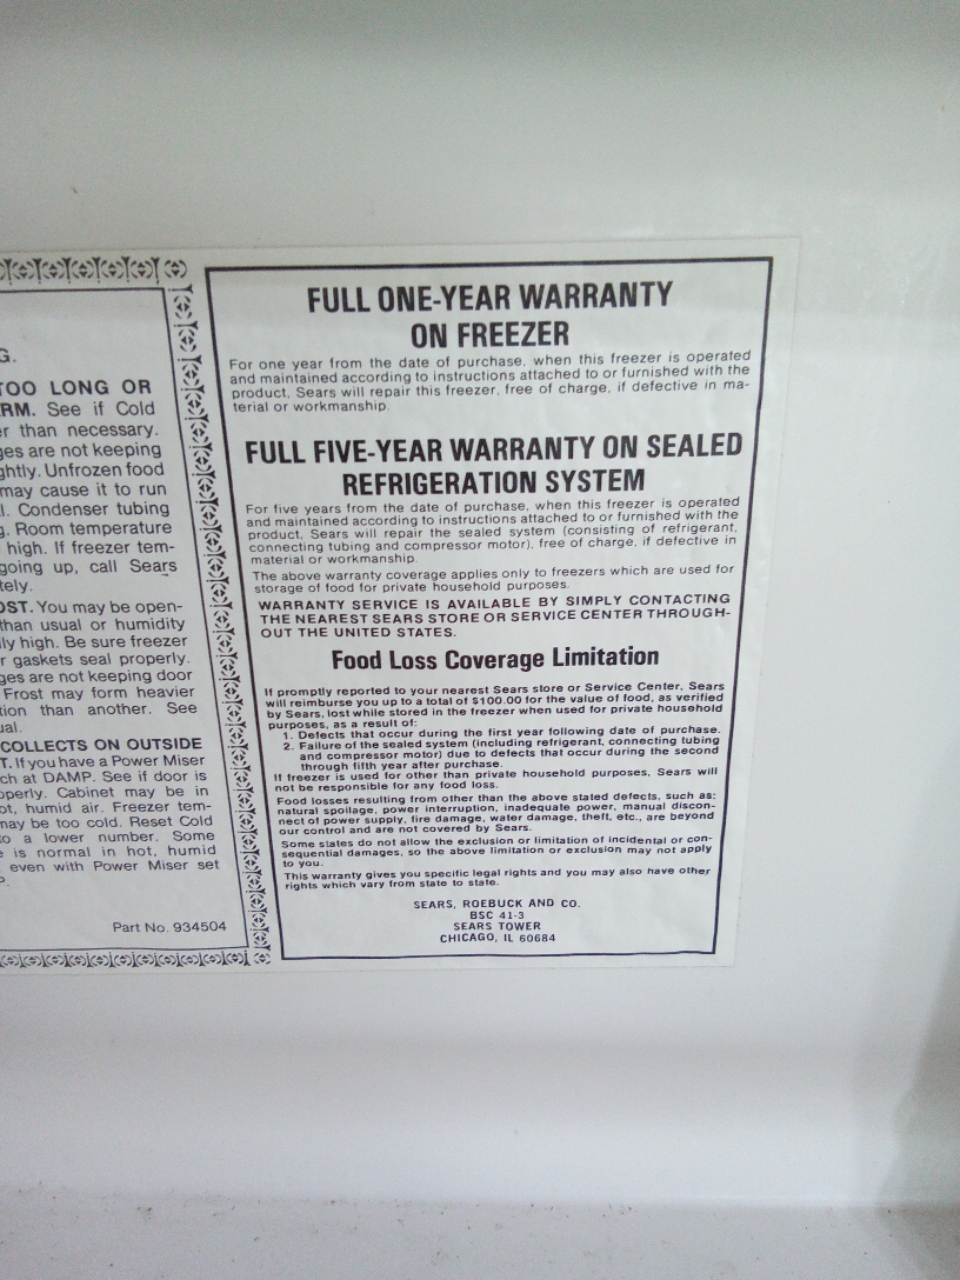 G.
TOO LONG OR
RM. See if Cold
er than necessary.
ges are not keeping
ghtly. Unfrozen food
may cause it to run
l. Condenser tubing
g. Room temperature
high. If freezer tem-
going up, call Sears
tely.
OST. You may be open-
than usual or humidity
lly high. Be sure freezer
r gaskets seal properly.
ges are not keeping door
Frost may form heavier
tion than another. See
ual.
COLLECTS ON OUTSIDE
T. If you have a Power Miser
ch at DAMP. See if door is
operly. Cabinet may be in
ot, humid air. Freezer tem-
may be too cold. Reset Cold
to a lower number. Some
e is normal in hot, humid
even with Power Miser set
P.
Part No. 934504
FULL ONE-YEAR WARRANTY
ON FREEZER
For one year from the date of purchase, when this freezer is operated
and maintained according to instructions attached to or furnished with the
product, Sears will repair this freezer, free of charge, if defective in ma-
terial or workmanship.
FULL FIVE-YEAR WARRANTY ON SEALED
REFRIGERATION SYSTEM
For five years from the date of purchase, when this freezer is operated
and maintained according to instructions attached to or furnished with the
product, Sears will repair the sealed system (consisting of refrigerant,
connecting tubing and compressor motor), free of charge, if defective in
material or workmanship.
The above warranty coverage applies only to freezers which are used for
storage of food for private household purposes.
WARRANTY SERVICE IS AVAILABLE BY SIMPLY CONTACTING
THE NEAREST SEARS STORE OR SERVICE CENTER THROUGH-
OUT THE UNITED STATES.
Food Loss Coverage Limitation
If promptly reported to your nearest Sears store or Service Center, Sears
will reimburse you up to a total of $100.00 for the value of food, as verified
by Sears, lost while stored in the freezer when used for private household
purposes, as a result of:
1. Defects that occur during the first year following date of purchase.
2. Failure of the sealed system (including refrigerant, connecting tubing
and compressor motor) due to defects that occur during the second
through fifth year after purchase.
If freezer is used for other than private household purposes, Sears will
not be responsible for any food loss.
Food losses resulting from other than the above stated defects, such as:
natural spoilage, power interruption, inadequate power, manual discon-
nect of power supply, fire damage, water damage, theft, etc., are beyond
our control and are not covered by Sears.
Some states do not allow the exclusion or limitation of incidental or con-
sequential damages, so the above limitation or exclusion may not apply
to you.
This warranty gives you specific legal rights and you may also have other
rights which vary from state to state.
SEARS, ROEBUCK AND CO.
BSC 41-3
SEARS TOWER
CHICAGO, IL 60684